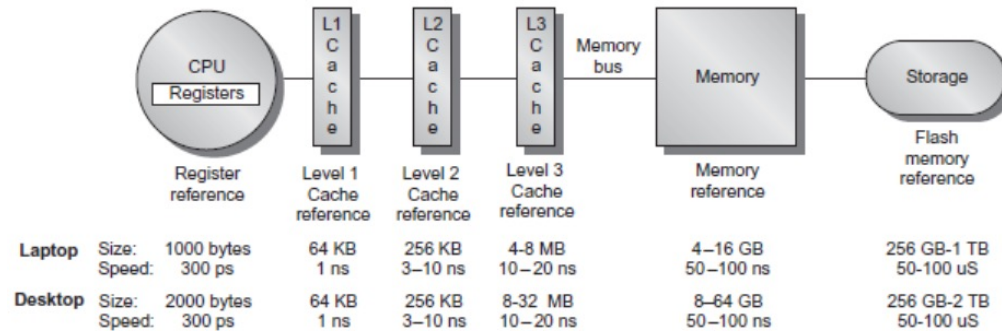 CPU
Registers
L1 Cache
L2 Cache
L3 Cache
Memory
bus
Memory
Storage
Register
reference
Level 1
Cache
reference
Level 2
Cache
reference
Level 3
Cache
reference
Memory
reference
Flash
memory
reference
Laptop Size: 1000 bytes 64 KB 256 KB 4-8 MB 4–16 GB 256 GB-1 TB
Speed: 300 ps 1 ns 3–10 ns 10–20 ns 50–100 ns 50-100 uS
Desktop Size: 2000 bytes 64 KB 256 KB 8-32 MB 8–64 GB 256 GB-2 TB
Speed: 300 ps 1 ns 3–10 ns 10–20 ns 50–100 ns 50-100 uS